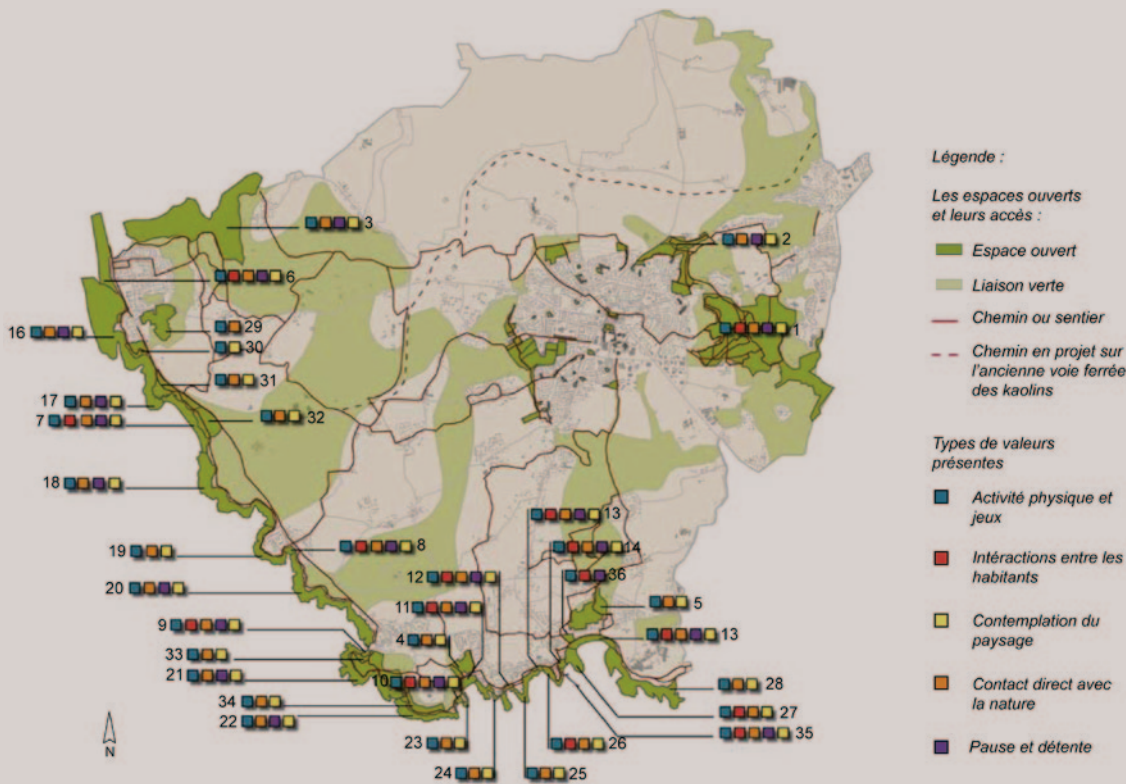 3
2
6
1
16
29
30
31
17
7
32
18
13
8
14
19
12
36
20
11
5
9
4
13
33
21
10
28
34
27
22
35
23
26
24
25
N
Légende :
Les espaces ouverts
et leurs accès :
Espace ouvert
Liaison verte
Chemin ou sentier
Chemin en projet sur
l'ancienne voie ferrée
des kaolins
Types de valeurs
présentes
Activité physique et
jeux
Intéractions entre les
habitants
Contemplation du
paysage
Contact direct avec
la nature
Pause et détente